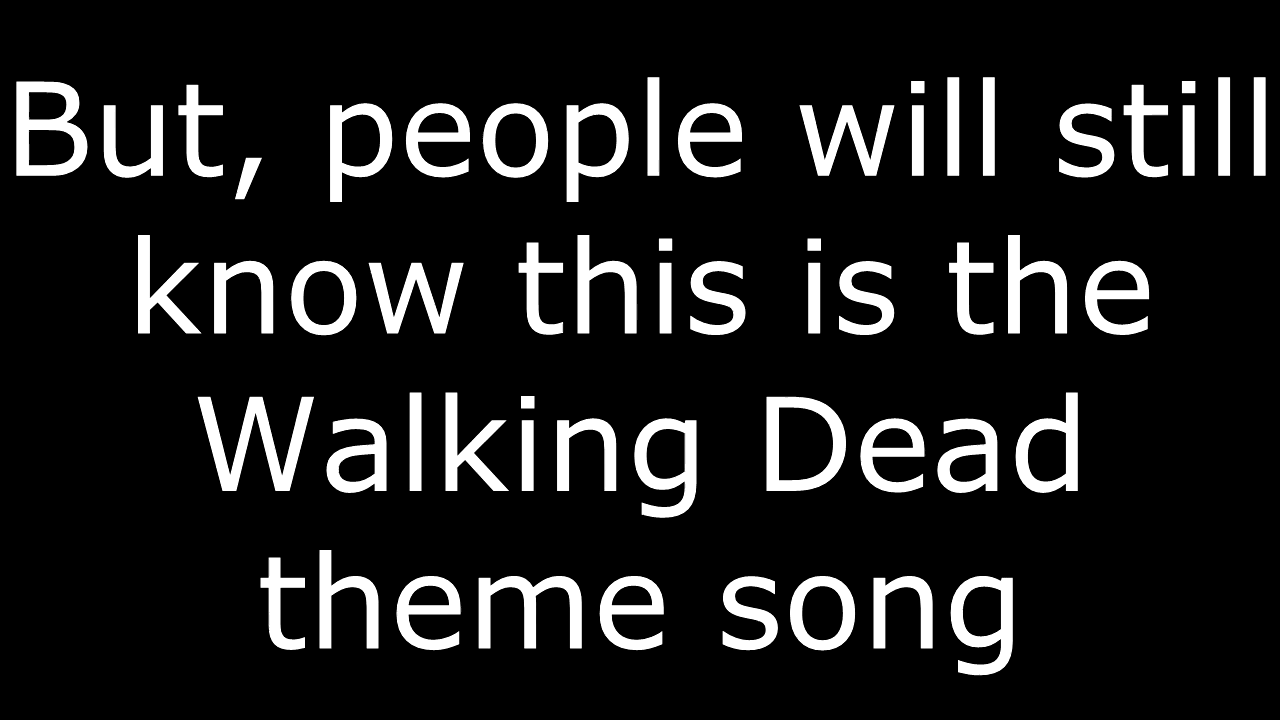 But, people will still
know this is the
Walking Dead
theme song